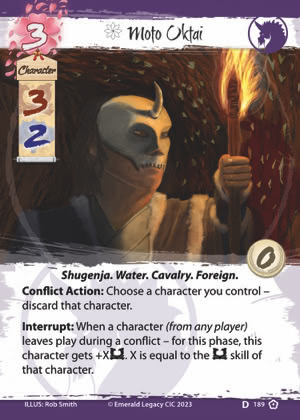 3
Moto Uktai
Character
3
2
0
Shugenja. Water. Cavalry. Foreign.
Conflict Action: Choose a character you control –
discard that character.
Interrupt: When a character (from any player)
leaves play during a conflict – for this phase, this
character gets +X. X is equal to the skill of
that character.
ILLUS: Rob Smith
© Emerald Legacy CIC 2023
D 189